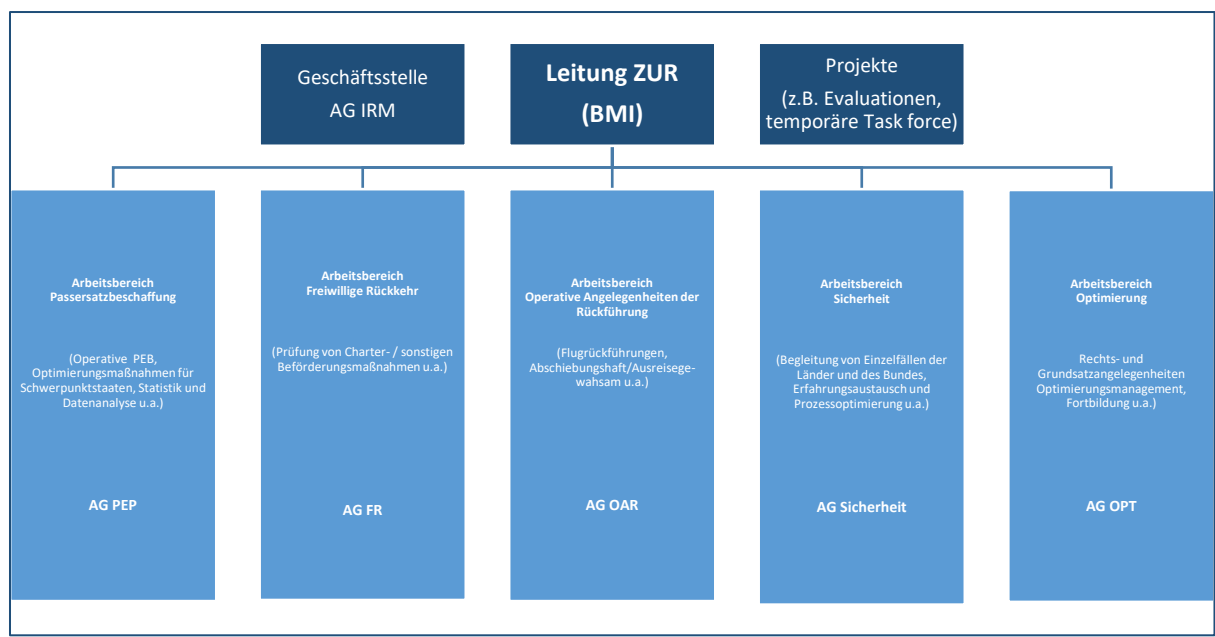 Geschäftsstelle
AG IRM
Leitung ZUR
(BMI)
Projekte
(z.B. Evaluationen,
temporäre Task force)
Arbeitsbereich
Passersatzbeschaffung
(Operative PEB,
Optimierungsmaßnahmen für
Schwerpunktstaaten, Statistik und
Datenanalyse u.a.)
AG PEP
Arbeitsbereich
Freiwillige Rückkehr
(Prüfung von Charter- / sonstigen
Beförderungsmaßnahmen u.a.)
AG FR
Arbeitsbereich
Operative Angelegenheiten der
Rückführung
(Flugrückführungen,
Abschiebungshaft/Ausreisege-
wahsam u.a.)
AG OAR
Arbeitsbereich
Sicherheit
(Begleitung von Einzelfällen der
Länder und des Bundes,
Erfahrungsaustausch und
Prozessoptimierung u.a.)
AG Sicherheit
Arbeitsbereich
Optimierung
Rechts- und
Grundsatzangelegenheiten
Optimierungsmanagement,
Fortbildung u.a.)
AG OPT